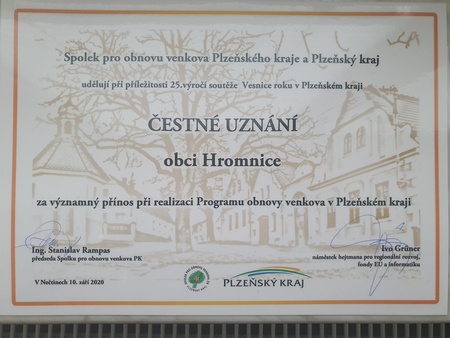 Spolek pro obnovu venkova Plzeňského kraje a Plzeňský kraj
udělují při příležitosti 25.výročí soutěže Vesnice roku v Plzeňském kraji
ČESTNÉ UZNÁNÍ
obci Hromnice
za významný přínos při realizaci Programu obnovy venkova v Plzeňském kraji
Ing. Stanislav Rampas
předseda Spolku pro obnovu venkova PK
Ivo Grüner
náměstek hejtmana pro regionální rozvoj,
fondy EU a informatiku
V Nečtinech 10. září 2020
PLZEŇSKÝ KRAJ